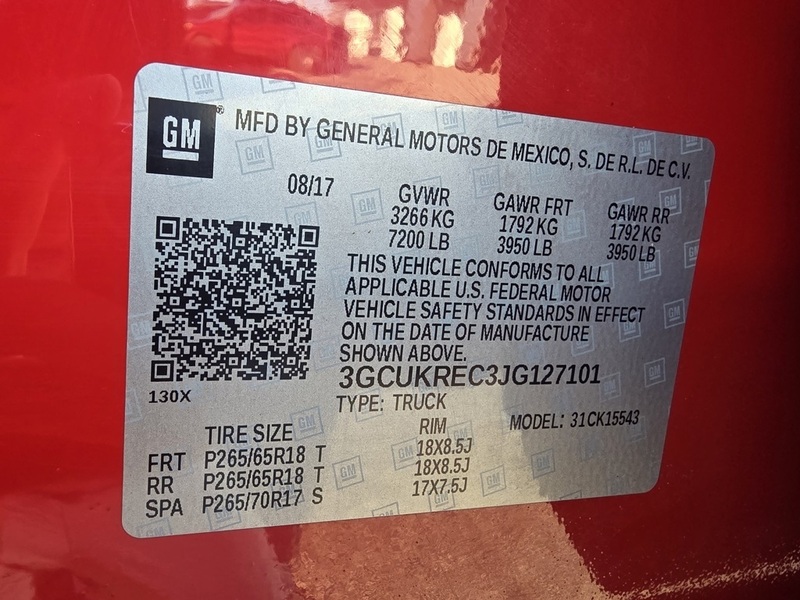 GM ® MFD BY GENERAL MOTORS DE MEXICO, S. DE R.L. DE C.V.
08/17 GVWR GAWR FRT GAWR RR
3266 KG 1792 KG 1792 KG
7200 LB 3950 LB 3950 LB
THIS VEHICLE CONFORMS TO ALL
APPLICABLE U.S. FEDERAL MOTOR
VEHICLE SAFETY STANDARDS IN EFFECT
ON THE DATE OF MANUFACTURE
SHOWN ABOVE.
3GCUKREC3JG127101
130X
TYPE: TRUCK MODEL: 31CK15543
TIRE SIZE RIM
FRT P265/65R18 T 18X8.5J
RR P265/65R18 T 18X8.5J
SPA P265/70R17 S 17X7.5J